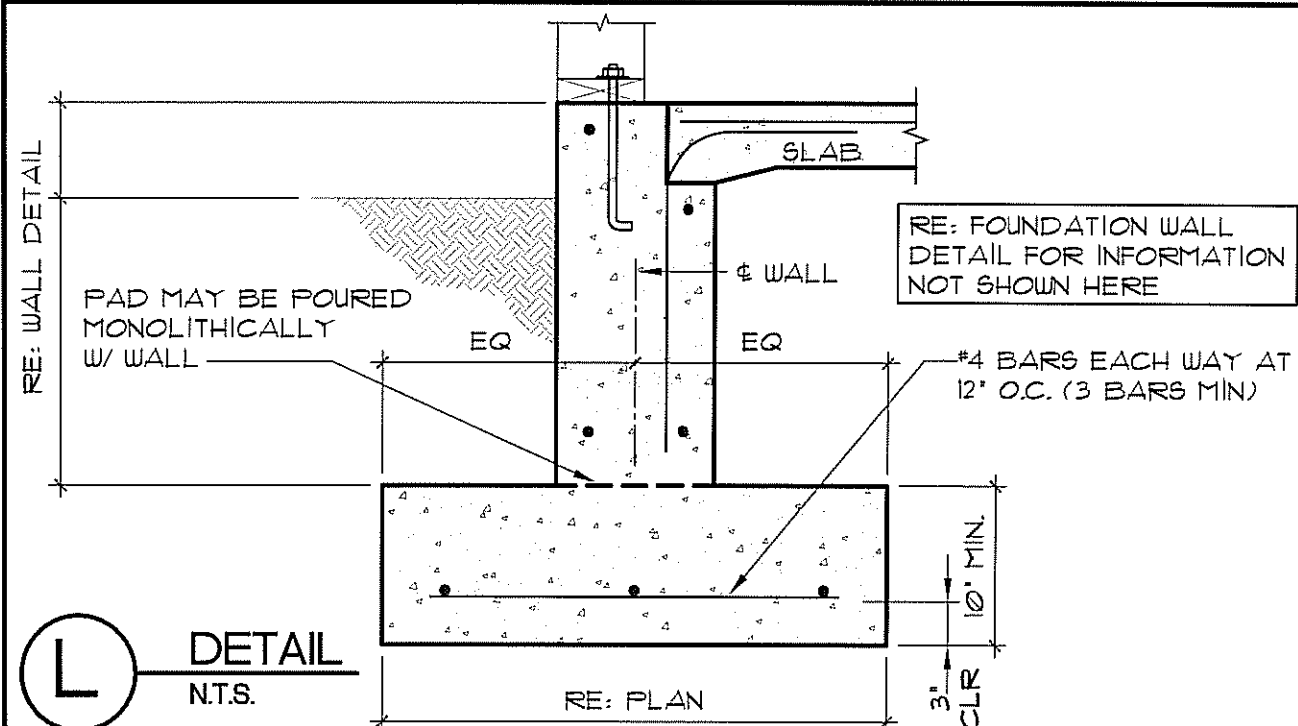 SLAB
RE: WALL DETAIL
RE: FOUNDATION WALL
DETAIL FOR INFORMATION
NOT SHOWN HERE
℄ WALL
PAD MAY BE POURED
MONOLITHICALLY
W/ WALL
EQ
EQ
#4 BARS EACH WAY AT
12" O.C. (3 BARS MIN)
10" MIN.
3"
CLR
L
DETAIL
N.T.S.
RE: PLAN